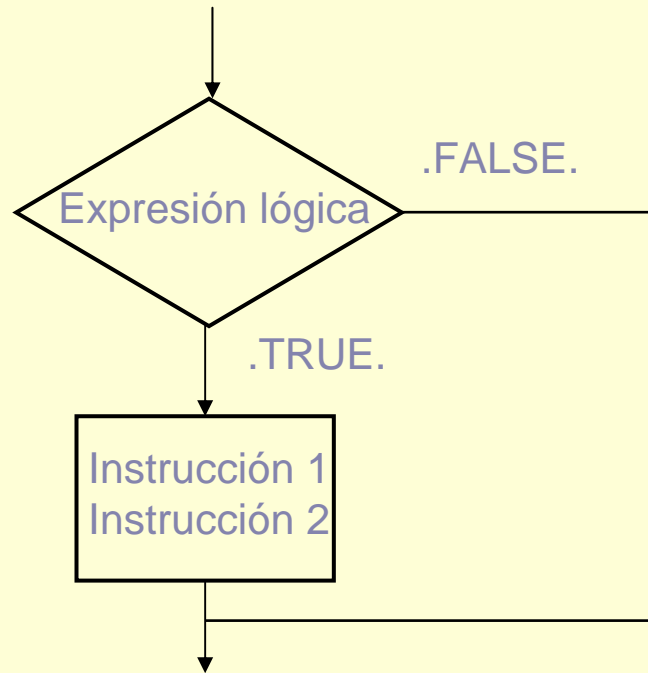 .FALSE.
Expresión lógica
.TRUE.
Instrucción 1
Instrucción 2